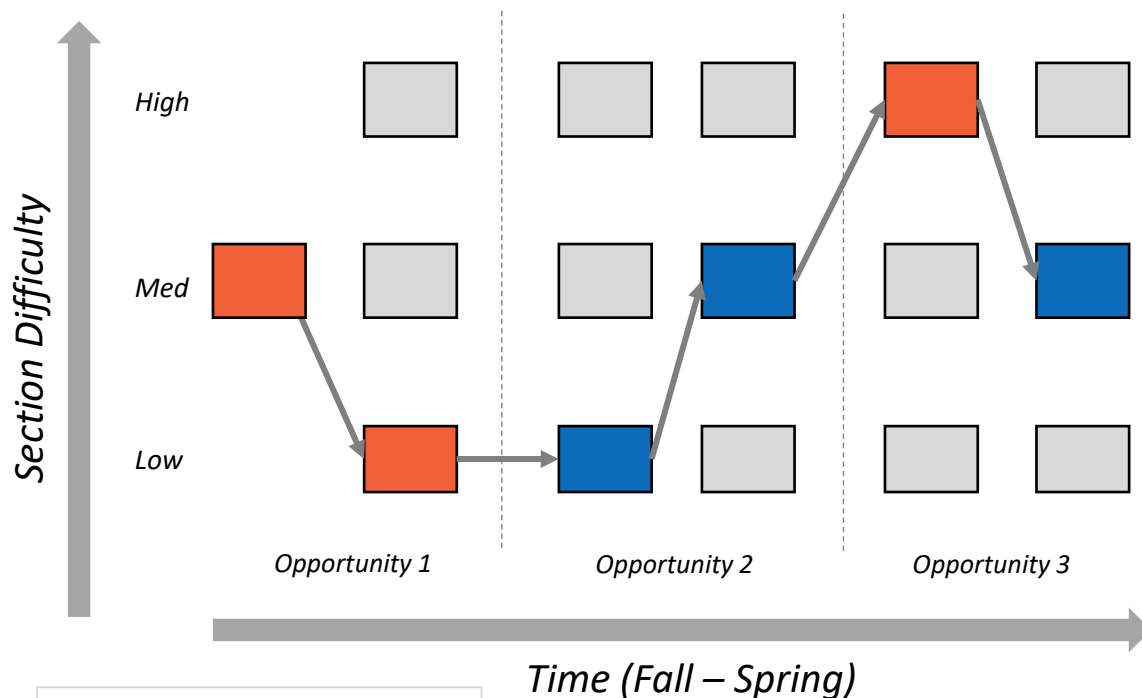 High
Med
Low
Section Difficulty
Opportunity 1
Opportunity 2
Opportunity 3
Time (Fall – Spring)